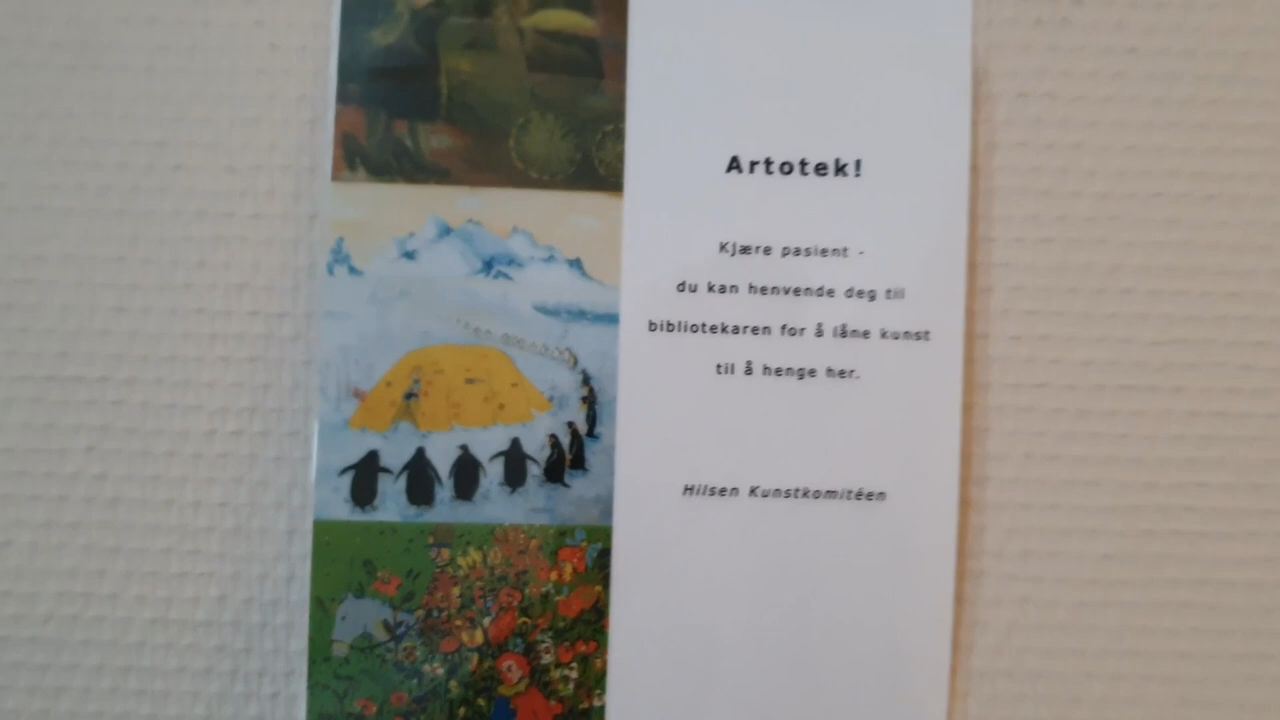 Artotek!
Kjære pasient -
du kan henvende deg til
bibliotekaren for å låne kunst
til å henge her.
Hilsen Kunstkomitéen